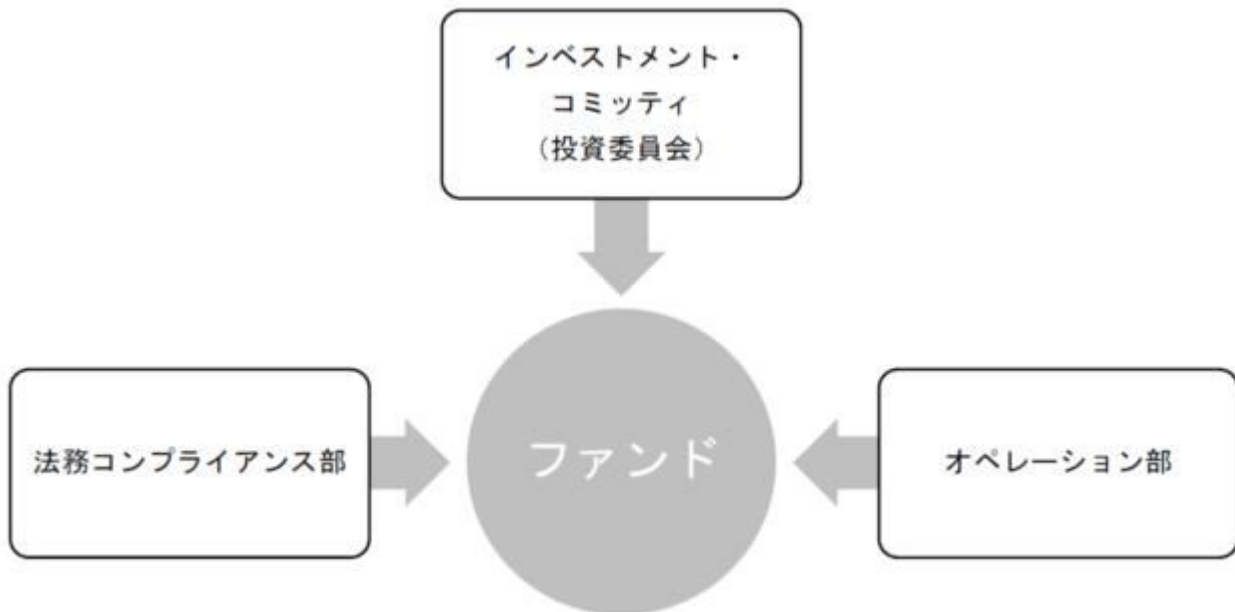 インベストメント・
コミッティ
（投資委員会）
法務コンプライアンス部
ファンド
オペレーション部